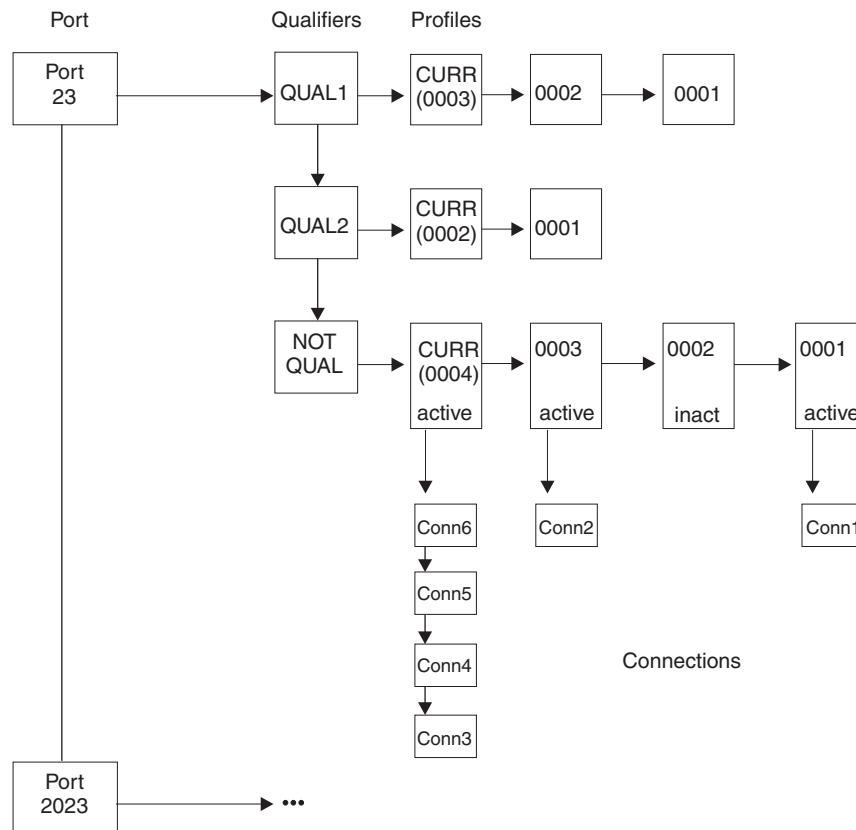 Port
Qualifiers
Profiles
Port
23
QUAL1
CURR
(0003)
0002
0001
QUAL2
CURR
(0002)
0001
NOT
QUAL
CURR
(0004)
active
0003
active
0002
inact
0001
active
Conn6
Conn2
Conn1
Conn5
Conn4
Connections
Conn3
Port
2023
•••